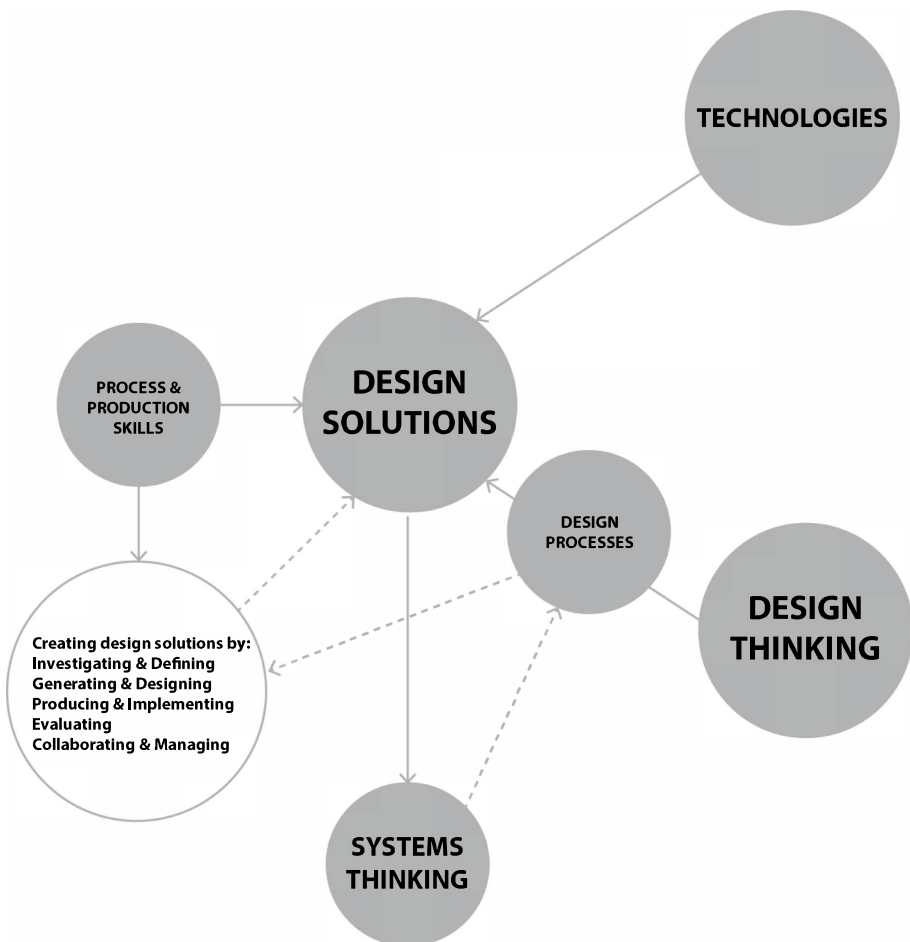 TECHNOLOGIES
DESIGN
SOLUTIONS
PROCESS &
PRODUCTION
SKILLS
DESIGN
PROCESSES
DESIGN
THINKING
Creating design solutions by:
Investigating & Defining
Generating & Designing
Producing & Implementing
Evaluating
Collaborating & Managing
SYSTEMS
THINKING